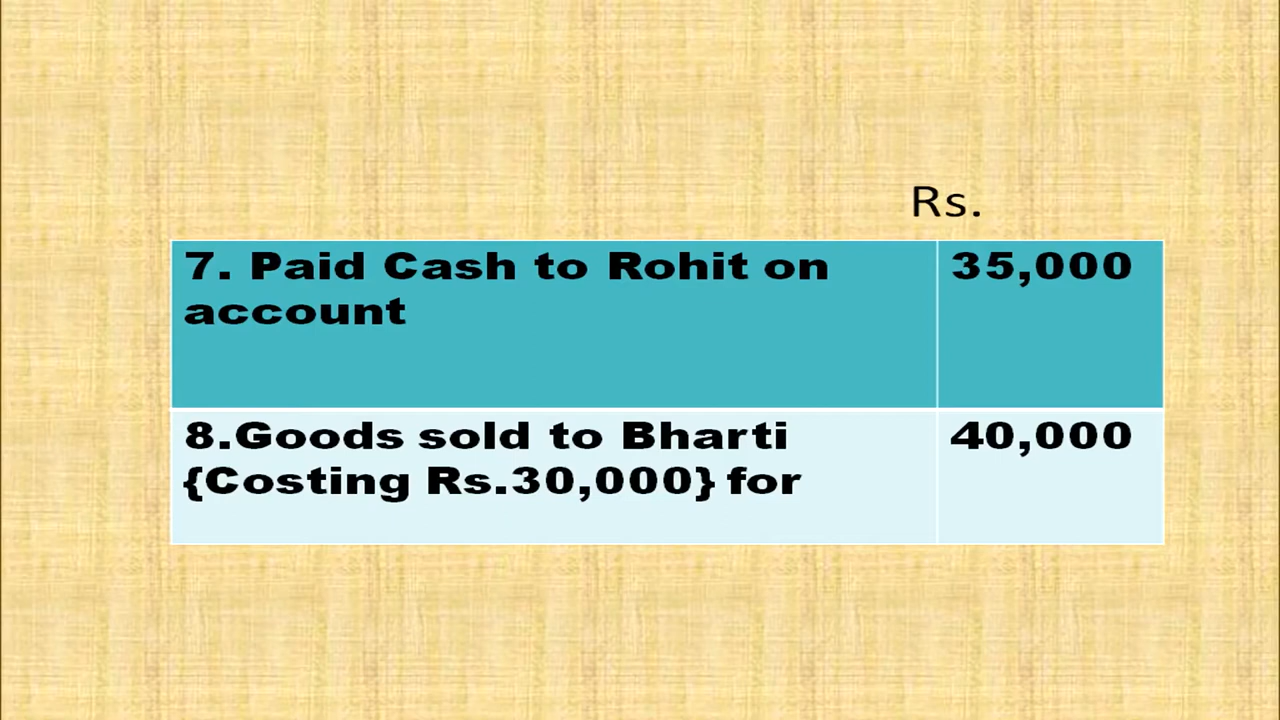 Rs.
7. Paid Cash to Rohit on 35,000
account
8.Goods sold to Bharti 40,000
{Costing Rs.30,000} for